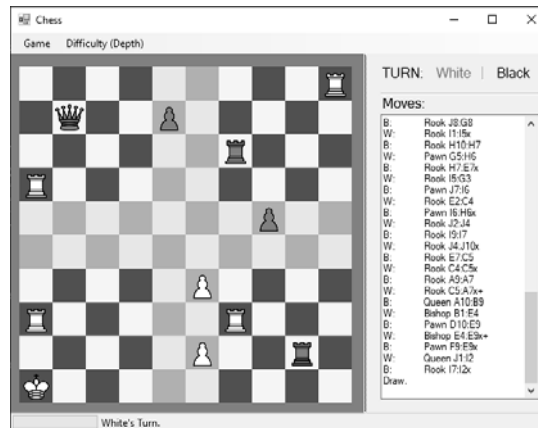 Chess
Game Difficulty (Depth)
TURN: White | Black
Moves:
B: Rook J8:G8
W: Rook I1:I5x
B: Rook H10:H7
W: Pawn G5:H6
B: Rook H7:E7x
W: Rook I5:G3
B: Pawn J7:I6
W: Rook E2:C4
B: Pawn I6:H6x
W: Rook J2:J4
B: Rook I9:I7
W: Rook J4:J10x
B: Rook E7:C5
W: Rook C4:C5x
B: Rook A9:A7
W: Rook C5:A7x+
B: Queen A10:B9
W: Bishop B1:E4
B: Pawn D10:E9
W: Bishop E4:E9x+
B: Pawn F9:E9x
W: Queen J1:I2
B: Rook I7:I2x
Draw.
White's Turn.